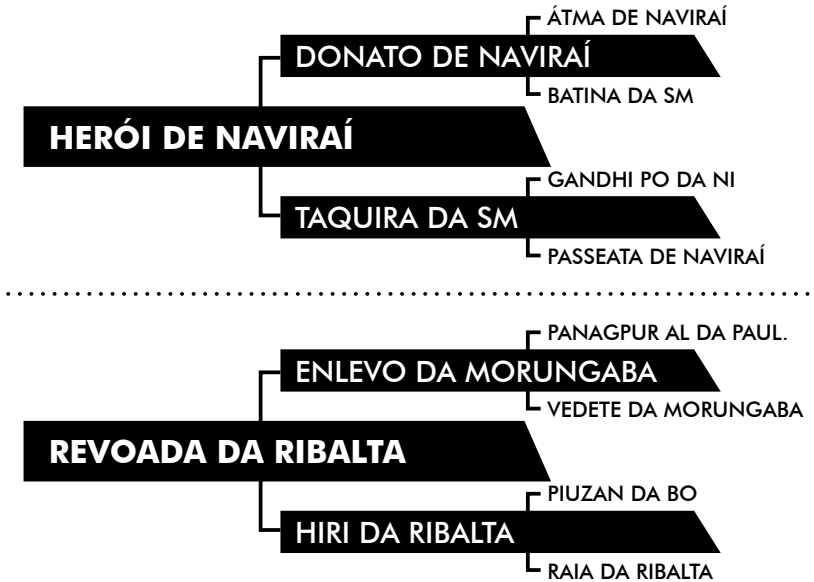 ÁTMA DE NAVIRAÍ
DONATO DE NAVIRAÍ
BATINA DA SM
HERÓI DE NAVIRAÍ
GANDHI PO DA NI
TAQUIRA DA SM
PASSEATA DE NAVIRAÍ
PANAGPUR AL DA PAUL.
ENLEVO DA MORUNGABA
VEDETE DA MORUNGABA
REVOADA DA RIBALTA
PIUZAN DA BO
HIRI DA RIBALTA
RAIA DA RIBALTA